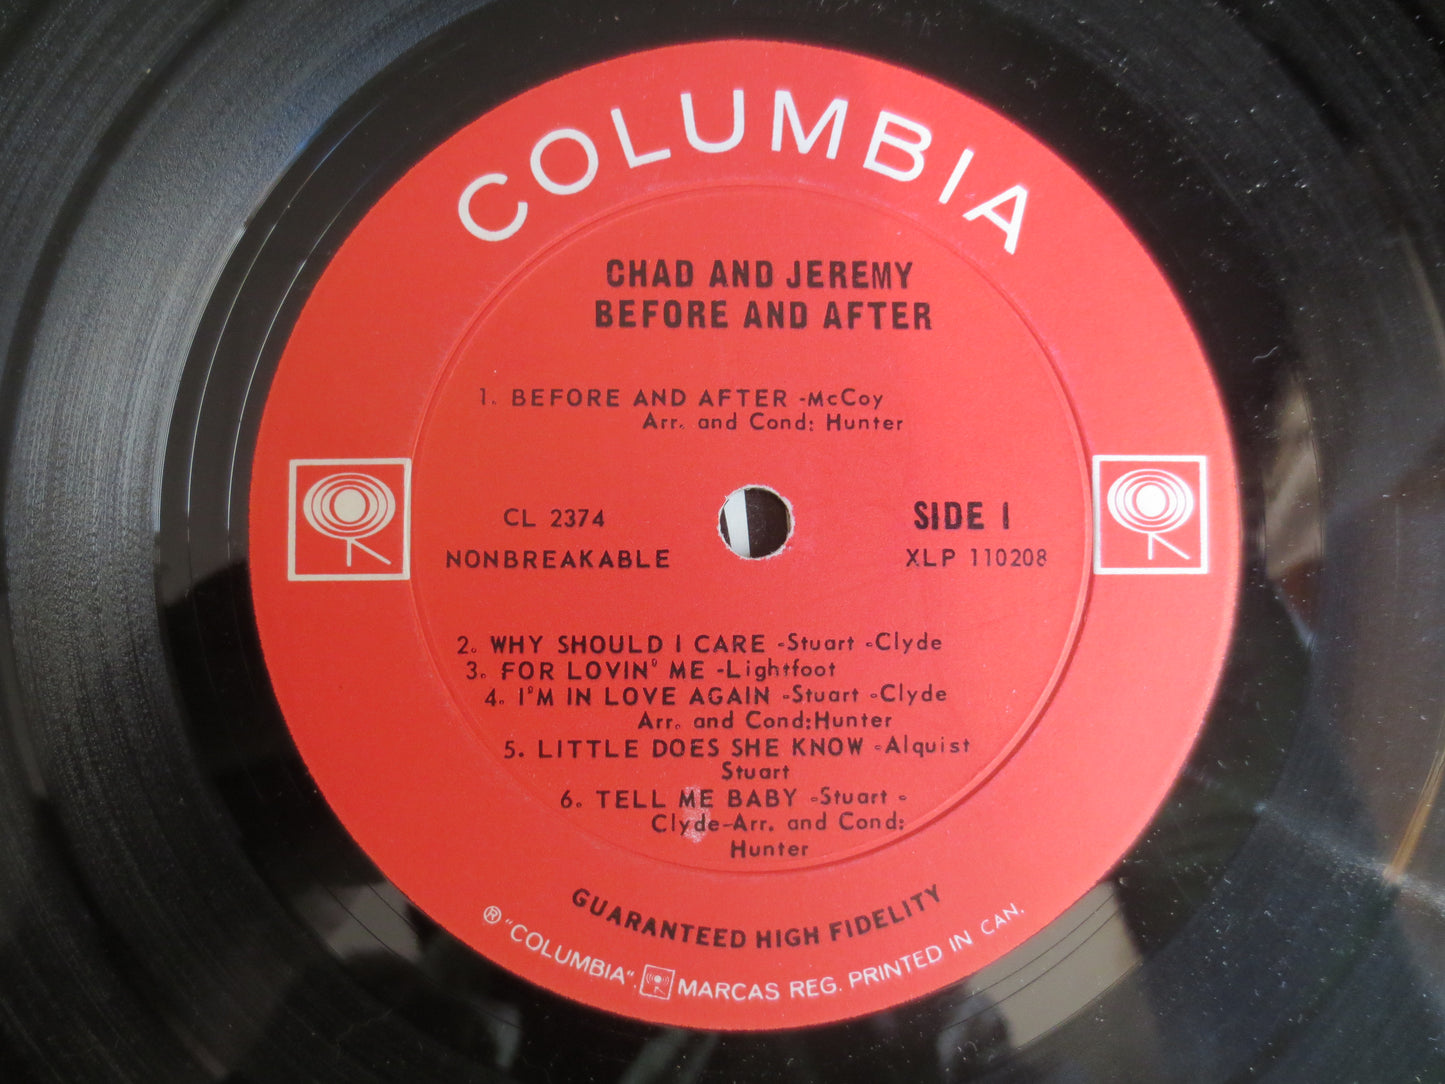 COLUMBIA
CHAD AND JEREMY
BEFORE AND AFTER
1. BEFORE AND AFTER -McCoy
Arr. and Cond: Hunter
CL 2374
SIDE 1
NONBREAKABLE
XLP 110208
2. WHY SHOULD I CARE -Stuart -Clyde
3. FOR LOVIN' ME -Lightfoot
4. I'M IN LOVE AGAIN -Stuart -Clyde
Arr. and Cond:Hunter
5. LITTLE DOES SHE KNOW -Alquist
Stuart
6. TELL ME BABY -Stuart -
Clyde-Arr. and Cond:
Hunter
GUARANTEED HIGH FIDELITY
® "COLUMBIA", MARCAS REG. PRINTED IN CAN.